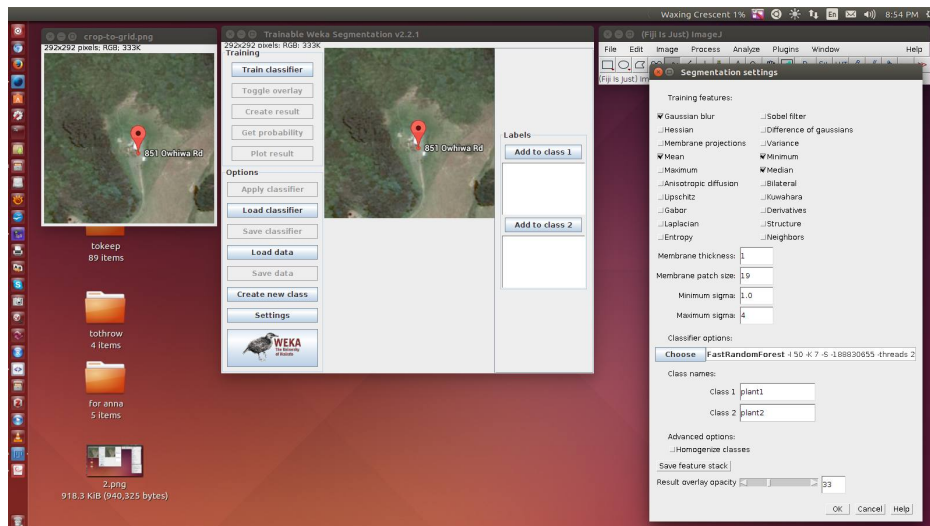 Waxing Crescent 1% En 8:54 PM
crop-to-grid.png
292x292 pixels; RGB; 333K
851 Owhiwa Rd
Trainable Weka Segmentation v2.2.1
292x292 pixels; RGB; 333K
Training
Train classifier
Toggle overlay
Create result
Get probability
Plot result
Options
Apply classifier
Load classifier
Save classifier
Load data
Save data
Create new class
Settings
WEKA
The University
of Waikato
851 Owhiwa Rd
Labels
Add to class 1
Add to class 2
(Fiji Is Just) ImageJ
File Edit Image Process Analyze Plugins Window Help
(Fiji Is Just) Im
Segmentation settings
Training features:
Gaussian blur Sobel filter
Hessian Difference of gaussians
Membrane projections Variance
Mean Minimum
Maximum Median
Anisotropic diffusion Bilateral
Lipschitz Kuwahara
Gabor Derivatives
Laplacian Structure
Entropy Neighbors
Membrane thickness: 1
Membrane patch size: 19
Minimum sigma: 1.0
Maximum sigma: 4
Classifier options:
Choose FastRandomForest -I 50 -K 7 -S -188830655 -threads 2
Class names:
Class 1 plant1
Class 2 plant2
Advanced options:
Homogenize classes
Save feature stack
Result overlay opacity 33
OK Cancel Help
tokeep
89 items
tothrow
4 items
for anna
5 items
2.png
918.3 KiB (940,325 bytes)